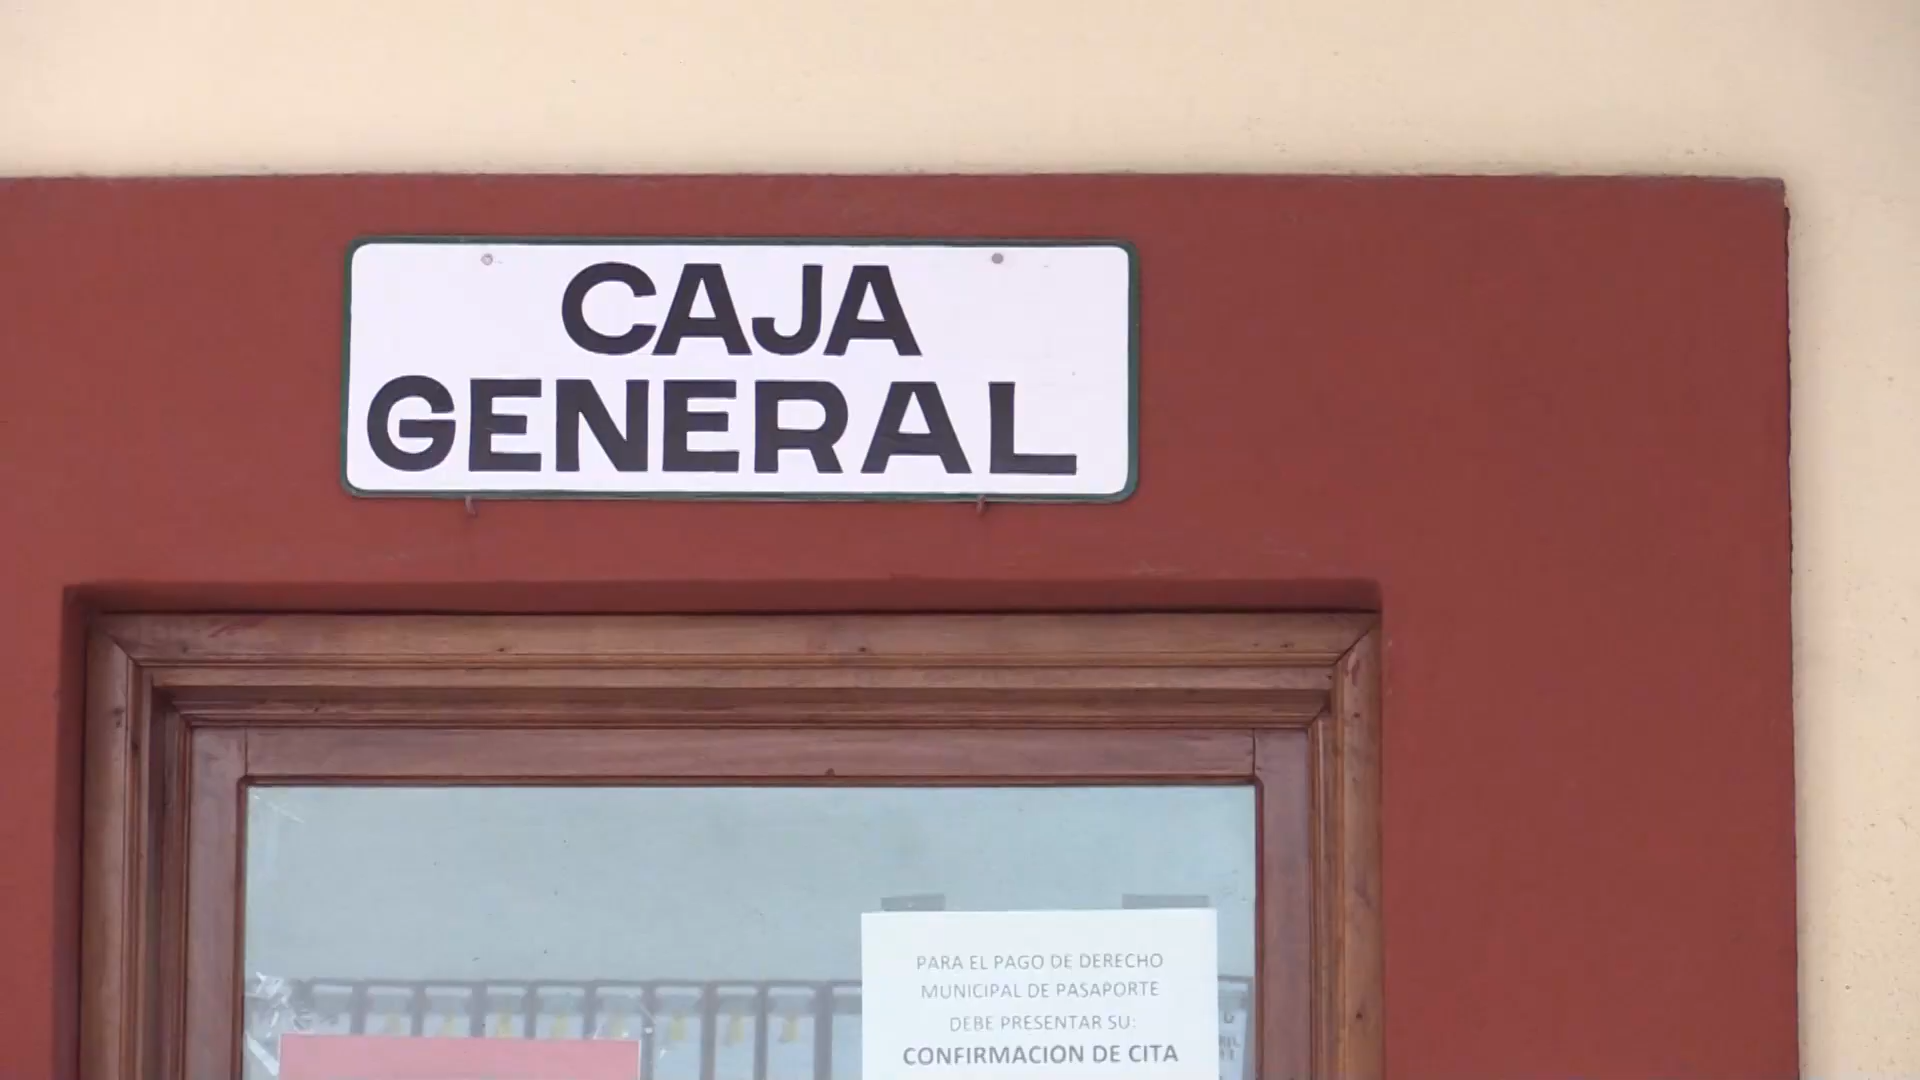 CAJA
GENERAL
PARA EL PAGO DE DERECHO
MUNICIPAL DE PASAPORTE
DEBE PRESENTAR SU:
CONFIRMACION DE CITA